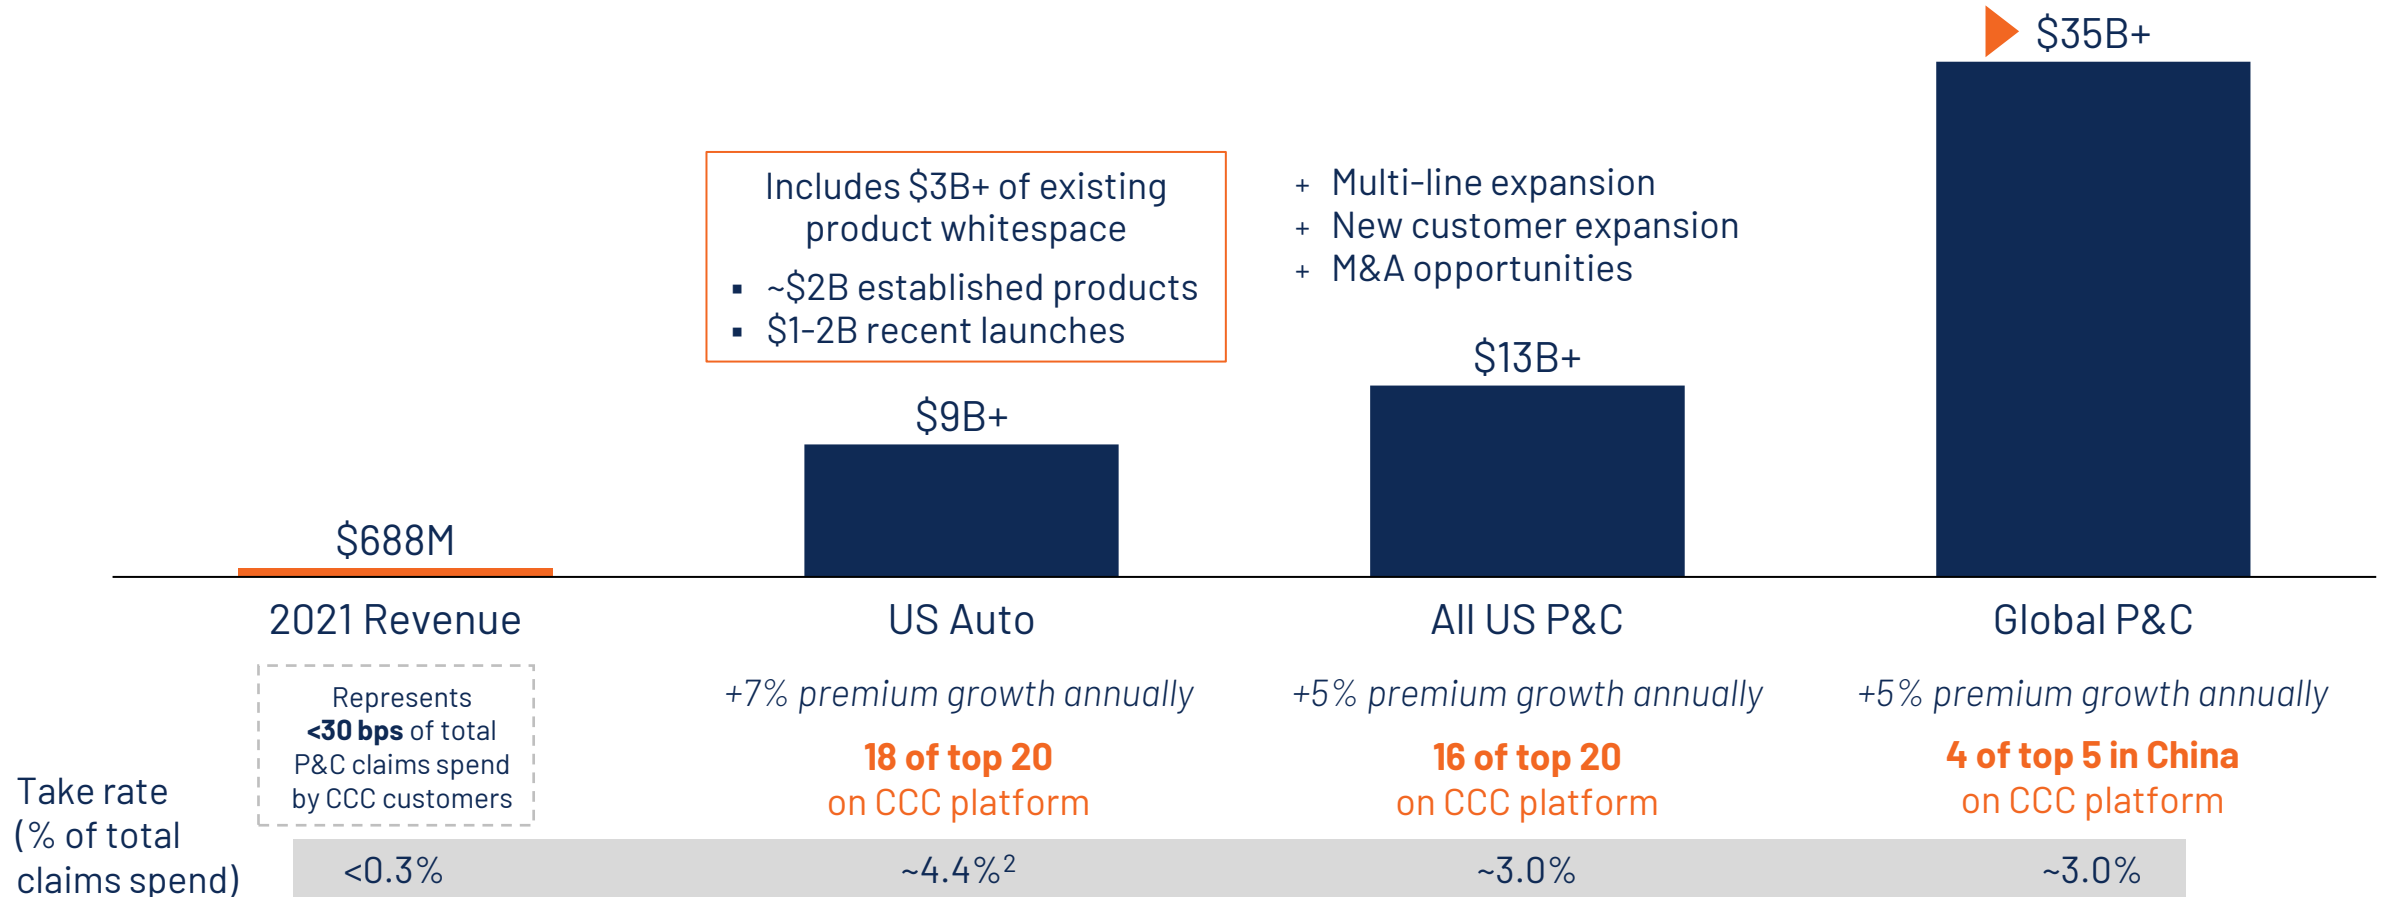 $35B+
Includes $3B+ of existing
product whitespace
▪ ~$2B established products
▪ $1-2B recent launches
+ Multi-line expansion
+ New customer expansion
+ M&A opportunities
$13B+
$9B+
$688M
2021 Revenue
US Auto
All US P&C
Global P&C
Represents
<30 bps of total
P&C claims spend
by CCC customers
+7% premium growth annually
18 of top 20
on CCC platform
+5% premium growth annually
16 of top 20
on CCC platform
+5% premium growth annually
4 of top 5 in China
on CCC platform
Take rate
(% of total
claims spend)
<0.3%
~4.4%²
~3.0%
~3.0%